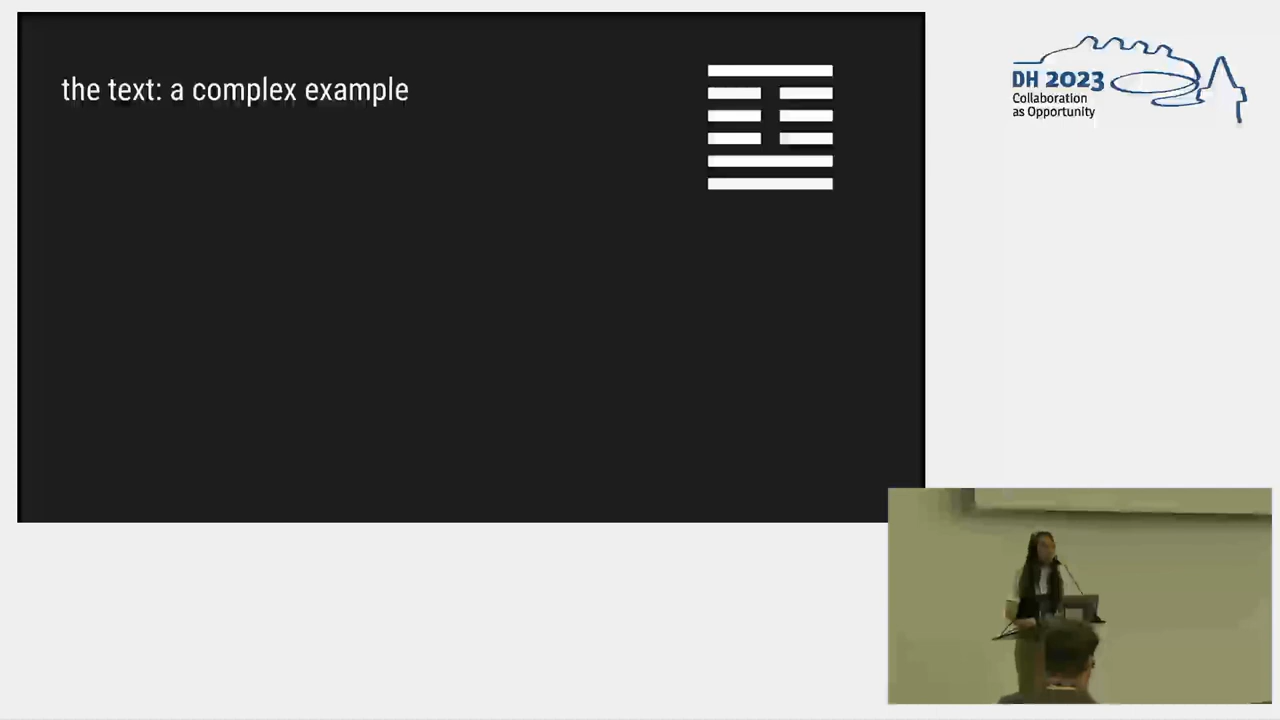 the text: a complex example
DH 2023
Collaboration
as Opportunity